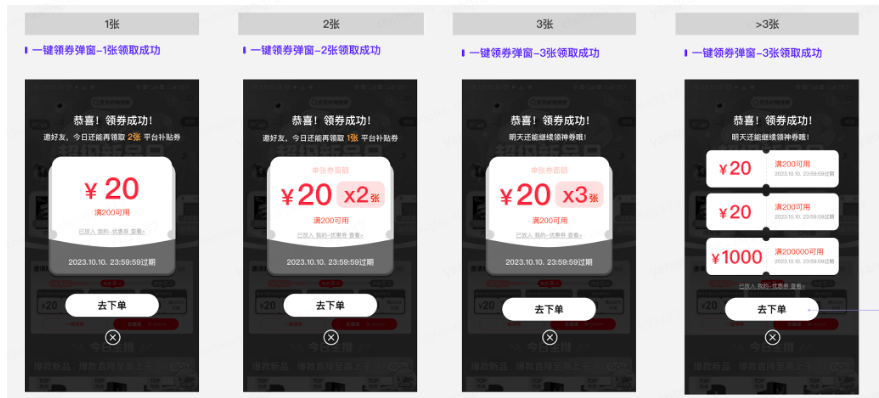 1张
一键领券弹窗-1张领取成功
恭喜！领券成功！
邀好友，今日还能再领取 2张 平台补贴券
¥ 20
满200可用
已放入 我的-优惠券 查看>
2023.10.10. 23:59:59过期
去下单
2张
一键领券弹窗-2张领取成功
恭喜！领券成功！
邀好友，今日还能再领取 1张 平台补贴券
单张券面额
¥20 x2张
满200可用
已放入 我的-优惠券 查看>
2023.10.10. 23:59:59过期
去下单
3张
一键领券弹窗-3张领取成功
恭喜！领券成功！
明天还能继续领神券哦！
单张券面额
¥20 x3张
满200可用
已放入 我的-优惠券 查看>
2023.10.10. 23:59:59过期
去下单
>3张
一键领券弹窗-3张领取成功
恭喜！领券成功！
明天还能继续领神券哦！
¥20
满200可用
2023.10.10. 23:59:59过期
¥20
满200可用
2023.10.10. 23:59:59过期
¥1000
满200000可用
2023.10.10. 23:59:59过期
已放入 我的-优惠券 查看>
去下单